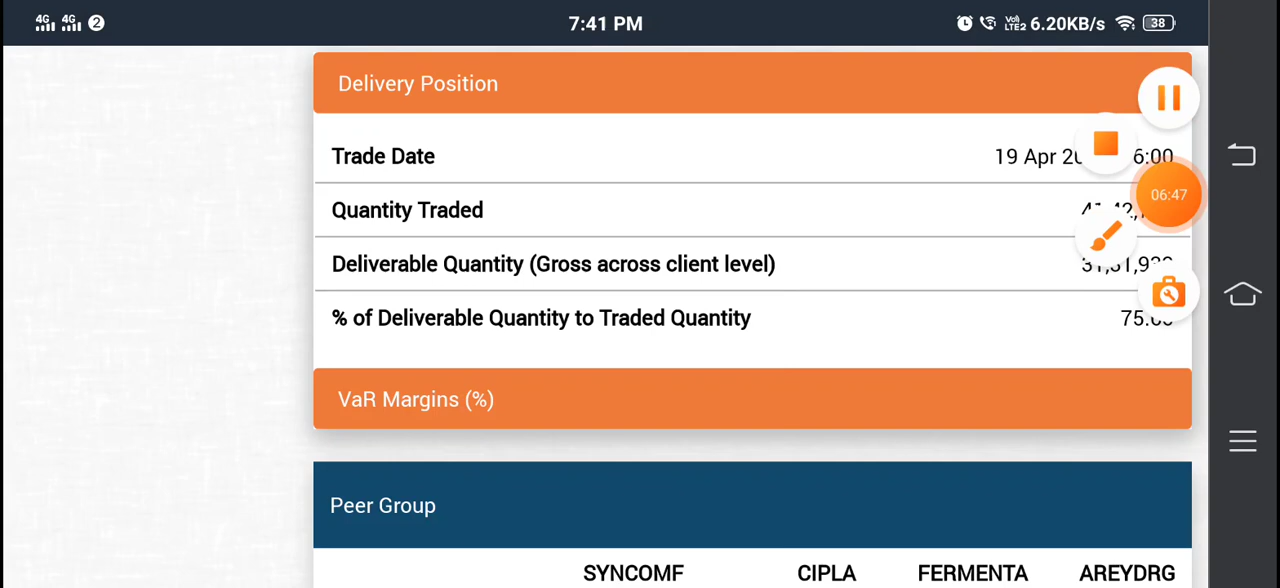 4G 4G 2 7:41 PM VoI) LTE2 6.20KB/s 38
Delivery Position
Trade Date 19 Apr 6:00
06:47
Quantity Traded
Deliverable Quantity (Gross across client level)
% of Deliverable Quantity to Traded Quantity
VaR Margins (%)
Peer Group
SYNCOMF CIPLA FERMENTA AREYDRG